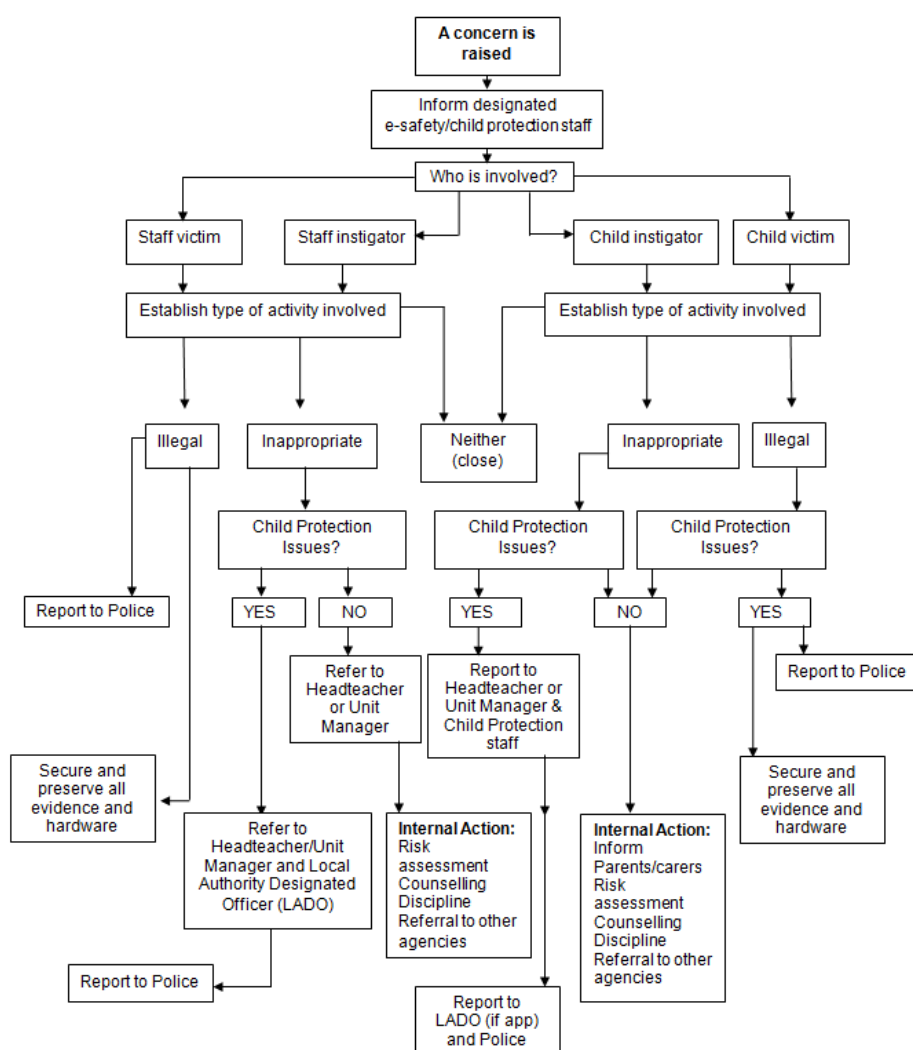 A concern is
raised
Inform designated
e-safety/child protection staff
Who is involved?
Staff victim
Staff instigator
Child instigator
Child victim
Establish type of activity involved
Establish type of activity involved
Illegal
Inappropriate
Neither
(close)
Inappropriate
Illegal
Child Protection
Issues?
Child Protection
Issues?
Child Protection
Issues?
Report to Police
YES
NO
YES
NO
YES
Refer to
Headteacher
or Unit
Manager
Report to
Headteacher or
Unit Manager &
Child Protection
staff
Report to Police
Secure and
preserve all
evidence and
hardware
Secure and
preserve all
evidence and
hardware
Refer to
Headteacher/Unit
Manager and Local
Authority Designated
Officer (LADO)
Internal Action:
Risk
assessment
Counselling
Discipline
Referral to other
agencies
Internal Action:
Inform
Parents/carers
Risk
assessment
Counselling
Discipline
Referral to other
agencies
Report to Police
Report to
LADO (if app)
and Police